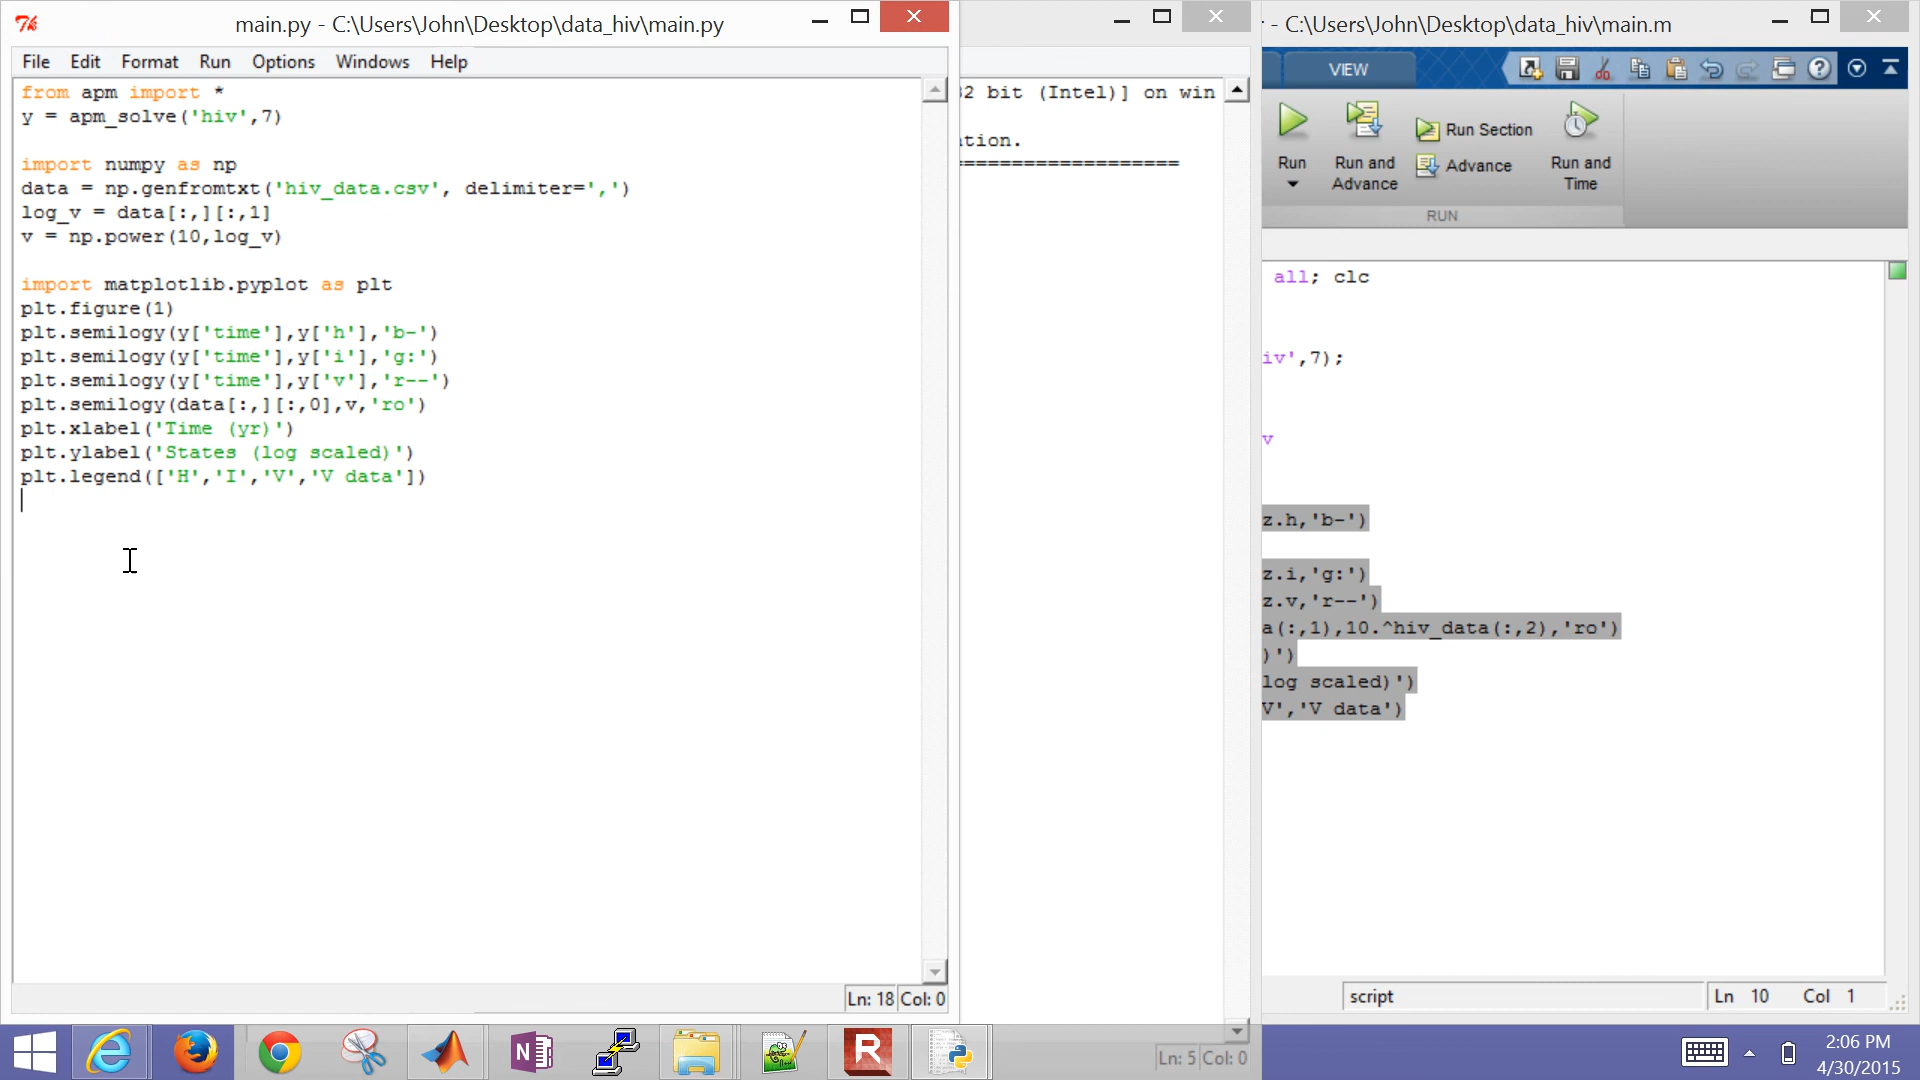 main.py - C:\Users\John\Desktop\data_hiv\main.py
File Edit Format Run Options Windows Help
from apm import *
y = apm_solve('hiv',7)
import numpy as np
data = np.genfromtxt('hiv_data.csv', delimiter=',')
log_v = data[:,][:,1]
v = np.power(10,log_v)
import matplotlib.pyplot as plt
plt.figure(1)
plt.semilogy(y['time'],y['h'],'b-')
plt.semilogy(y['time'],y['i'],'g:')
plt.semilogy(y['time'],y['v'],'r--')
plt.semilogy(data[:,][:,0],v,'ro')
plt.xlabel('Time (yr)')
plt.ylabel('States (log scaled)')
plt.legend(['H','I','V','V data'])
Ln: 18 Col: 0
32 bit (Intel)] on win
ation.
==================
Ln: 5 Col: 0
- C:\Users\John\Desktop\data_hiv\main.m
VIEW
Run
Run and Advance
Run Section
Advance
Run and Time
RUN
all; clc
iv',7);
v
z.h,'b-')
z.i,'g:')
z.v,'r--')
a(:,1),10.^hiv_data(:,2),'ro')
)')
log scaled)')
V','V data')
script
Ln 10 Col 1
N
R
2:06 PM
4/30/2015